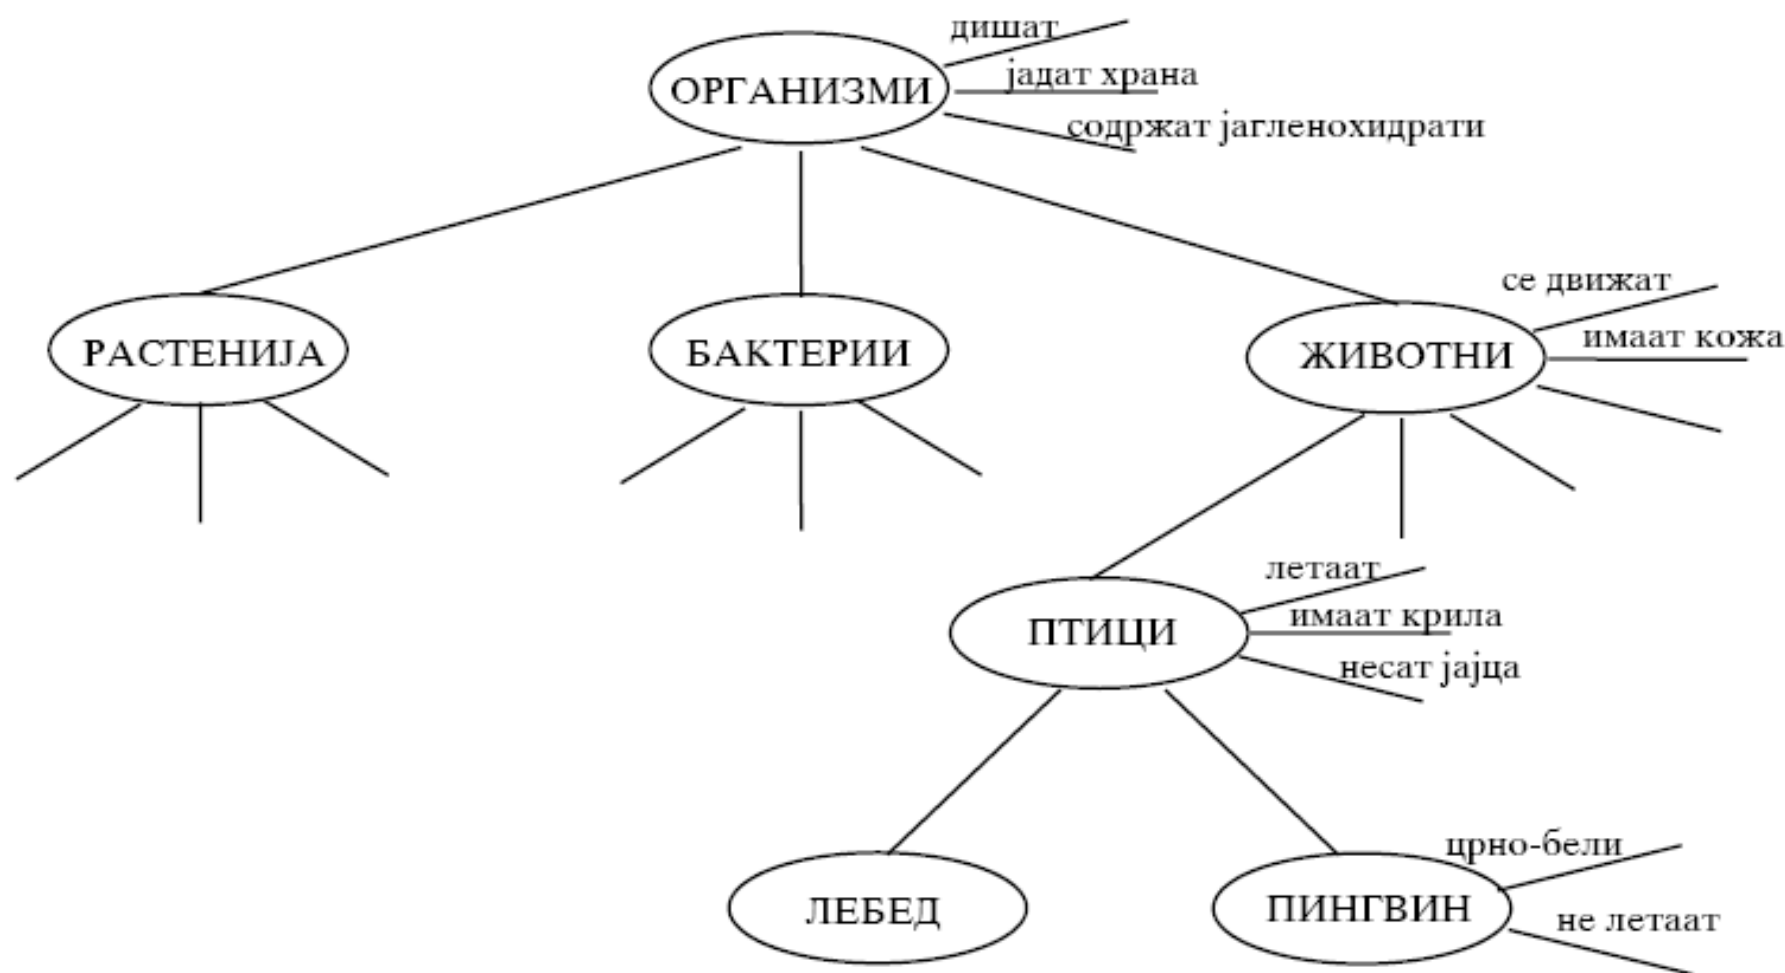 дишат
ОРГАНИЗМИ
јадат храна
содржат јагленохидрати
РАСТЕНИЈА
БАКТЕРИИ
ЖИВОТНИ
се движат
имаат кожа
ПТИЦИ
летаат
имаат крила
несат јајца
ЛЕБЕД
ПИНГВИН
црно-бели
не летаат